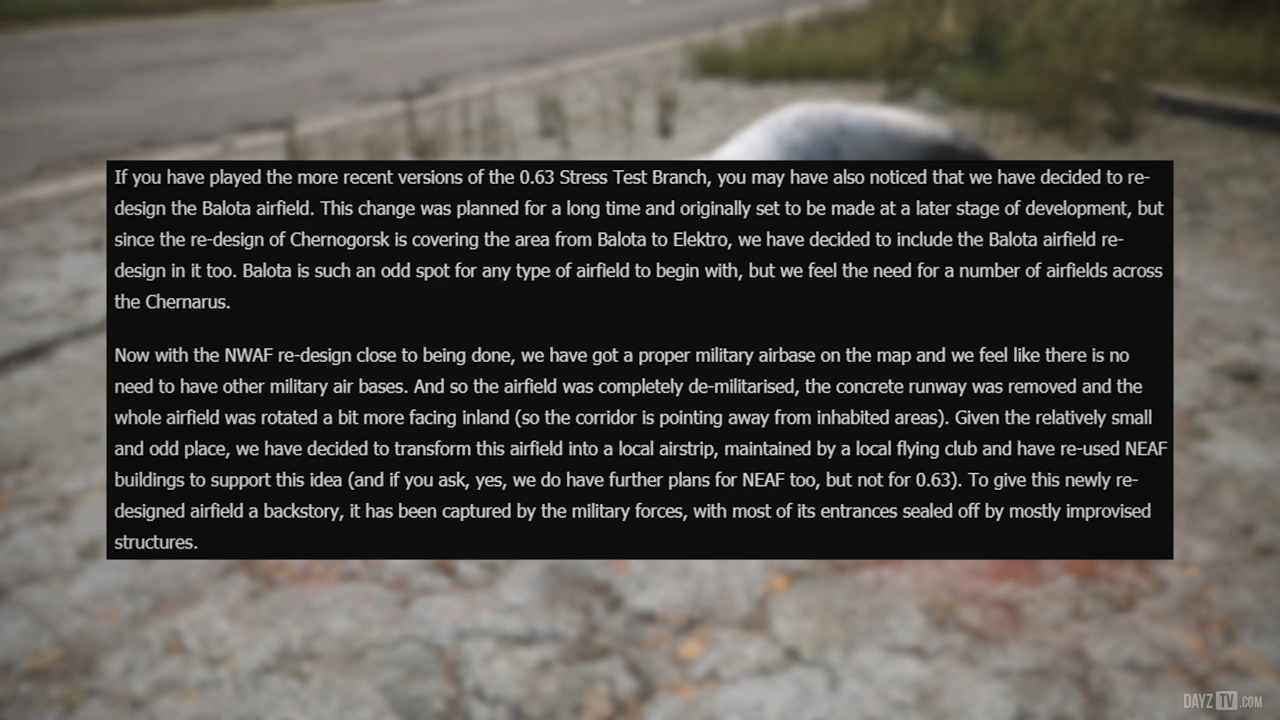 If you have played the more recent versions of the 0.63 Stress Test Branch, you may have also noticed that we have decided to re-
design the Balota airfield. This change was planned for a long time and originally set to be made at a later stage of development, but
since the re-design of Chernogorsk is covering the area from Balota to Elektro, we have decided to include the Balota airfield re-
design in it too. Balota is such an odd spot for any type of airfield to begin with, but we feel the need for a number of airfields across
the Chernarus.
Now with the NWAF re-design close to being done, we have got a proper military airbase on the map and we feel like there is no
need to have other military air bases. And so the airfield was completely de-militarised, the concrete runway was removed and the
whole airfield was rotated a bit more facing inland (so the corridor is pointing away from inhabited areas). Given the relatively small
and odd place, we have decided to transform this airfield into a local airstrip, maintained by a local flying club and have re-used NEAF
buildings to support this idea (and if you ask, yes, we do have further plans for NEAF too, but not for 0.63). To give this newly re-
designed airfield a backstory, it has been captured by the military forces, with most of its entrances sealed off by mostly improvised
structures.
DAYZ TV .COM